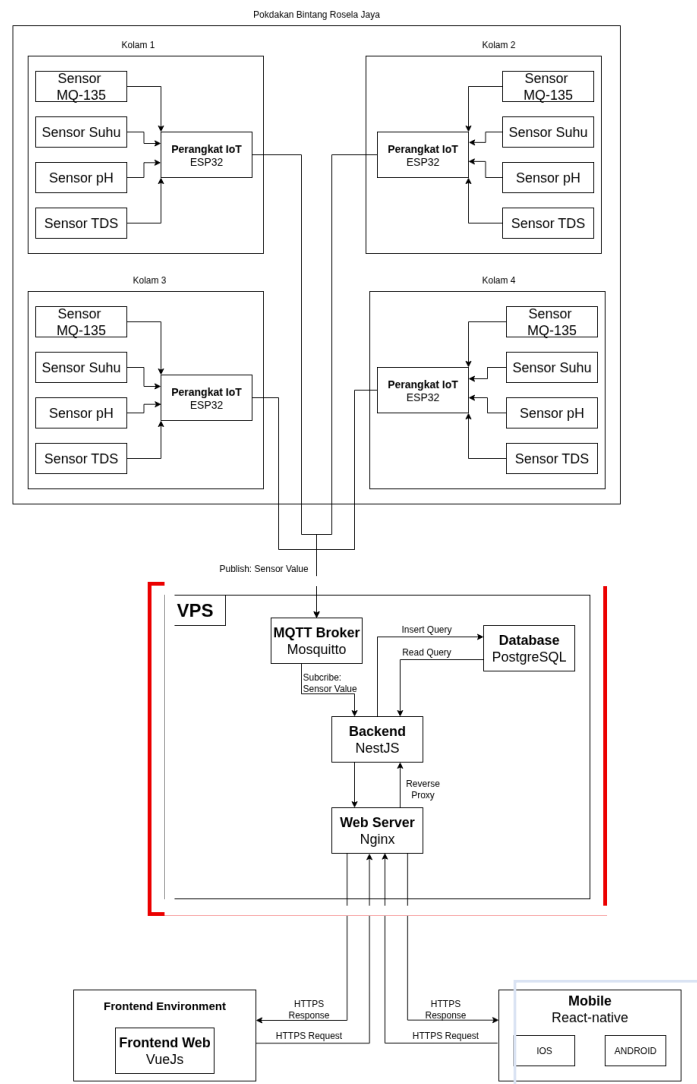 Pokdakan Bintang Rosela Jaya
Kolam 1
Sensor
MQ-135
Sensor Suhu
Sensor pH
Sensor TDS
Perangkat IoT
ESP32
Kolam 2
Sensor
MQ-135
Sensor Suhu
Sensor pH
Sensor TDS
Perangkat IoT
ESP32
Kolam 3
Sensor
MQ-135
Sensor Suhu
Sensor pH
Sensor TDS
Perangkat IoT
ESP32
Kolam 4
Sensor
MQ-135
Sensor Suhu
Sensor pH
Sensor TDS
Perangkat IoT
ESP32
Publish: Sensor Value
VPS
MQTT Broker
Mosquitto
Insert Query
Read Query
Database
PostgreSQL
Subcribe:
Sensor Value
Backend
NestJS
Reverse
Proxy
Web Server
Nginx
Frontend Environment
Frontend Web
VueJs
HTTPS
Response
HTTPS Request
HTTPS
Response
HTTPS Request
Mobile
React-native
IOS
ANDROID